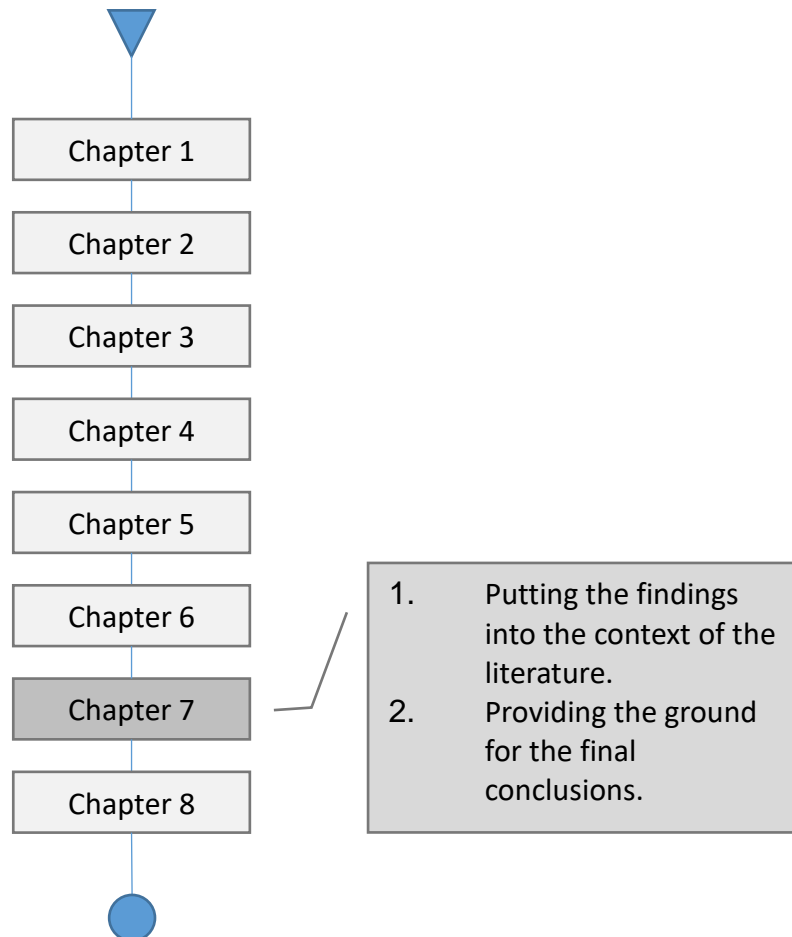 Chapter 1
Chapter 2
Chapter 3
Chapter 4
Chapter 5
Chapter 6
Chapter 7
Chapter 8
1. Putting the findings
into the context of the
literature.
2. Providing the ground
for the final
conclusions.